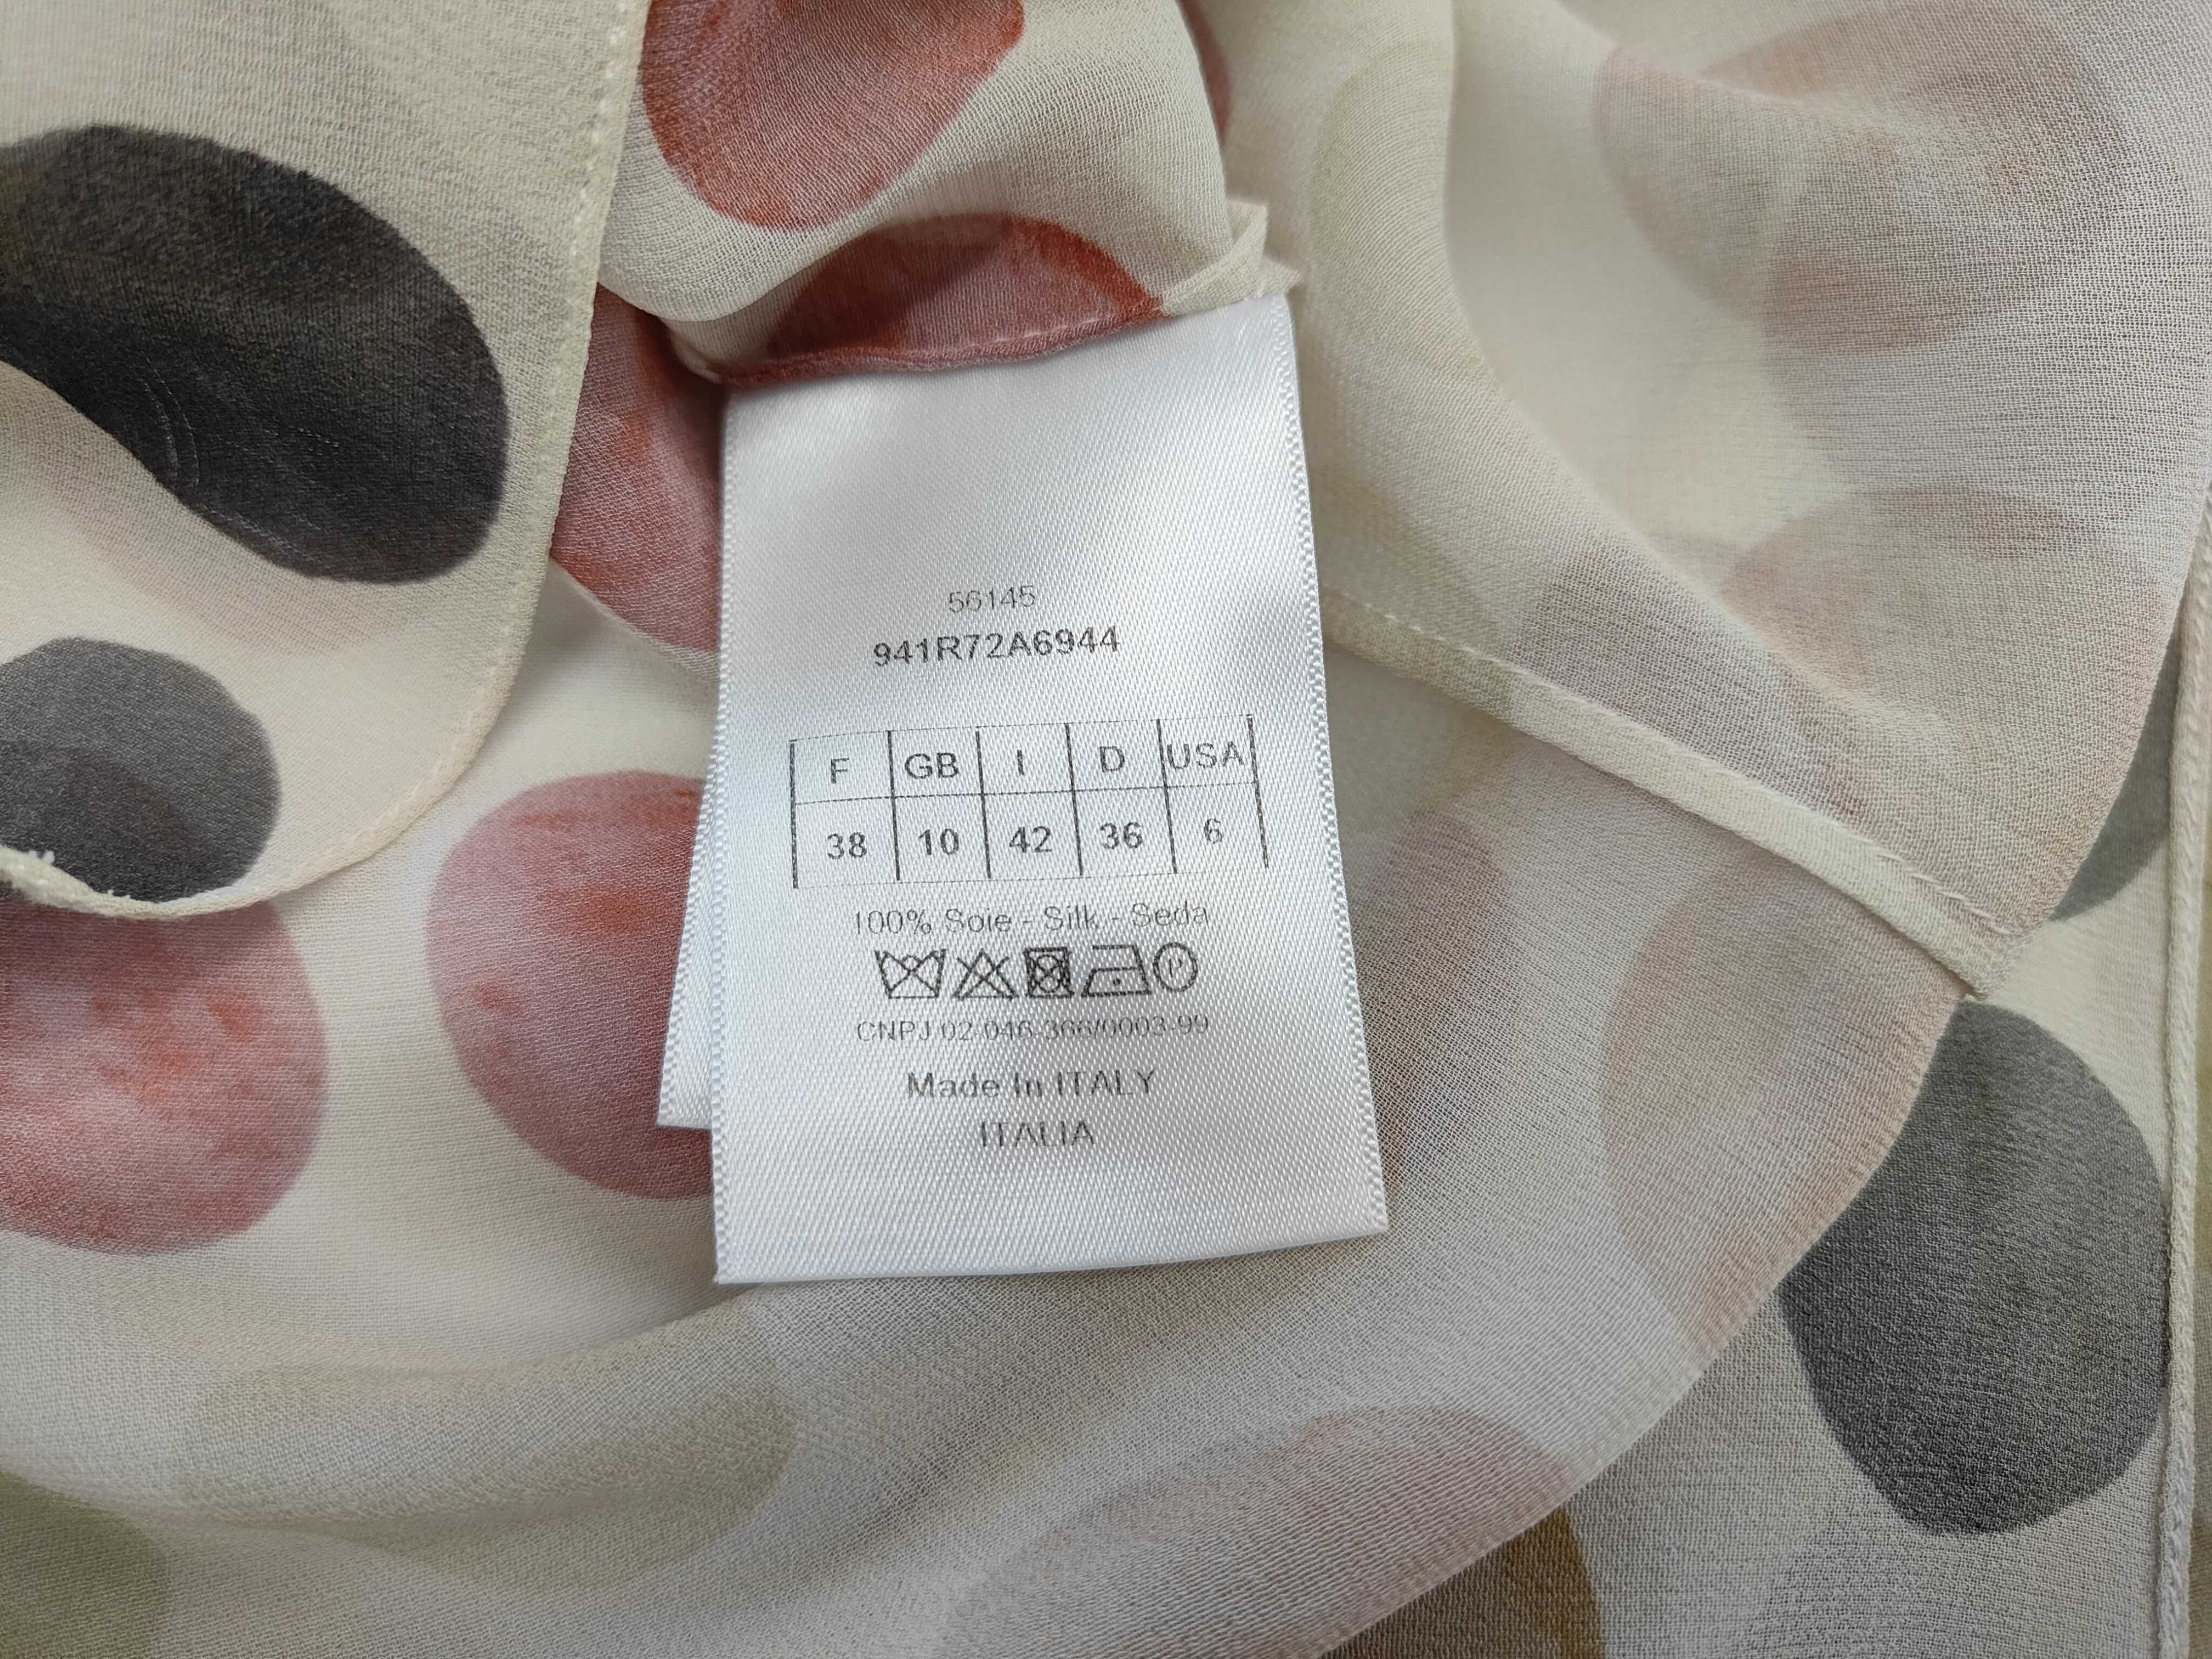 56145
941R72A6944
F GB I D USA
38 10 42 36 6
100% Soie - Silk - Seda
P
CNPJ 02.046.366/0003-99
Made In ITALY
ITALIA